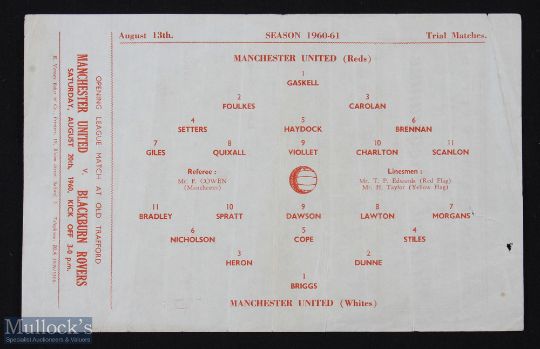 August 13th. SEASON 1960-61 Trial Matches.
MANCHESTER UNITED (Reds)
1
GASKELL
2 3
FOULKES CAROLAN
4 5 6
SETTERS HAYDOCK BRENNAN
7 8 9 10 11
GILES QUIXALL VIOLLET CHARLTON SCANLON
Referee : Linesmen :
Mr. F. COWEN Mr. T. P. Edwards (Red Flag)
(Manchester) Mr. H. Taylor (Yellow Flag)
11 10 9 8 7
BRADLEY SPRATT DAWSON LAWTON MORGANS
6 5 4
NICHOLSON COPE STILES
3 2
HERON DUNNE
1
BRIGGS
MANCHESTER UNITED (Whites)
OPENING LEAGUE MATCH AT OLD TRAFFORD
MANCHESTER UNITED v. BLACKBURN ROVERS
SATURDAY, AUGUST 20th, 1960, KICK OFF 3-0 p.m.
Mullock's
Specialist Auctioneers & Valuers